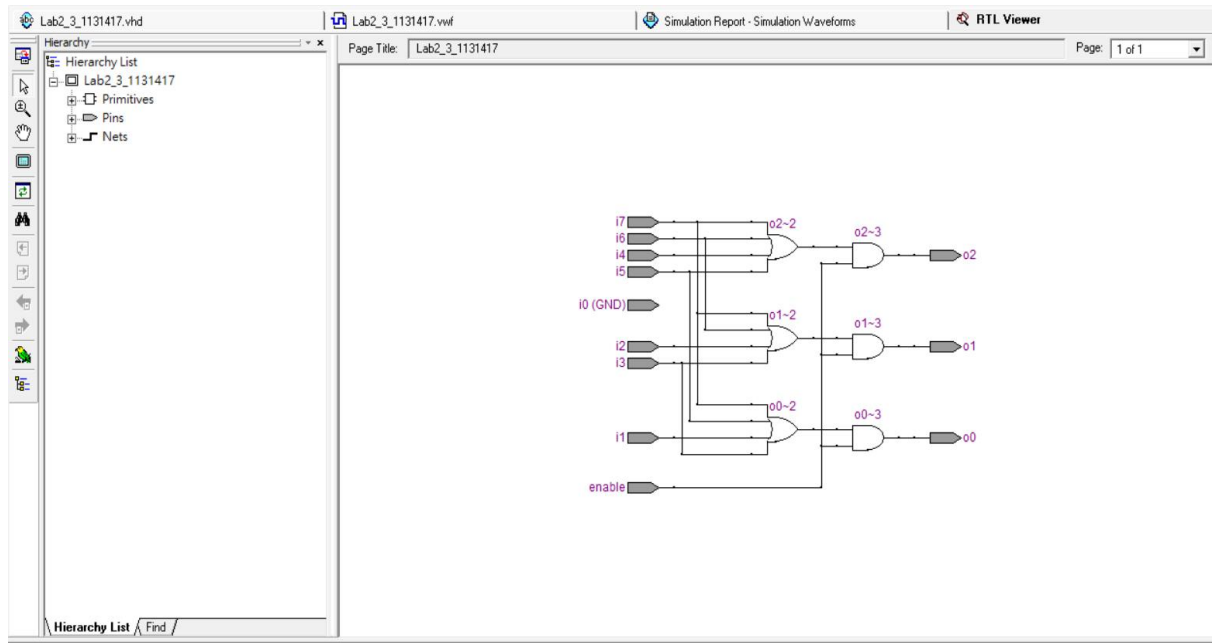 Lab2_3_1131417.vhd
Lab2_3_1131417.vwf
Simulation Report - Simulation Waveforms
RTL Viewer
Hierarchy
Page Title: Lab2_3_1131417
Page: 1 of 1
Hierarchy List
Lab2_3_1131417
Primitives
Pins
Nets
i7
i6
i4
i5
o2~2
o2~3
o2
i0 (GND)
i2
i3
o1~2
o1~3
o1
i1
o0~2
o0~3
o0
enable
Hierarchy List
Find